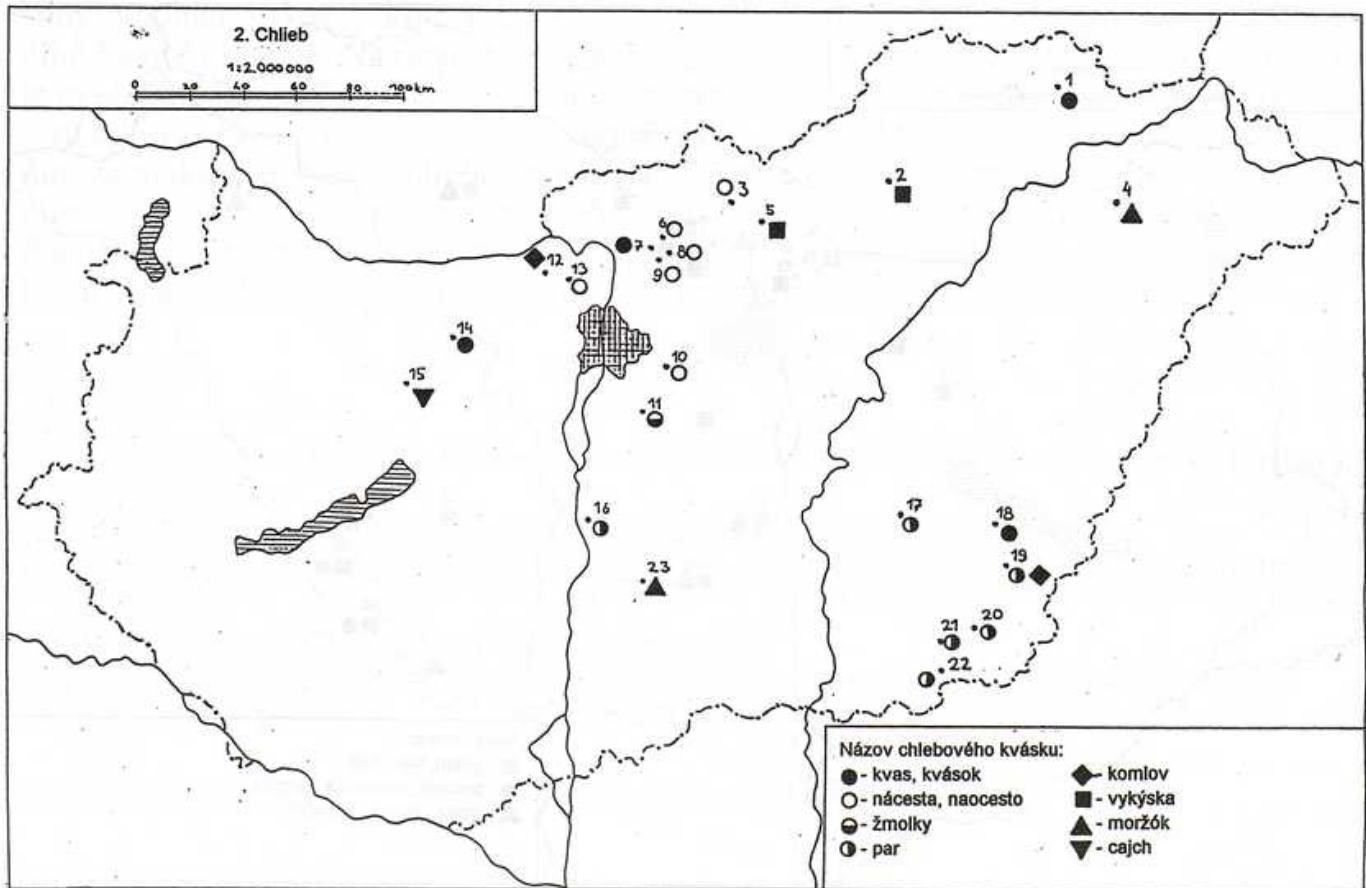 2. Chlieb
1:2000000
0 20 40 60 80 100km
1
2
3
4
5
6
7
8
9
12
13
14
10
15
11
16
17
18
19
23
20
21
22
Názov chlebového kvásku:
- kvas, kvások
- nácesta, naocesto
- žmolky
- par
- komlov
- vykýska
- moržók
- cajch